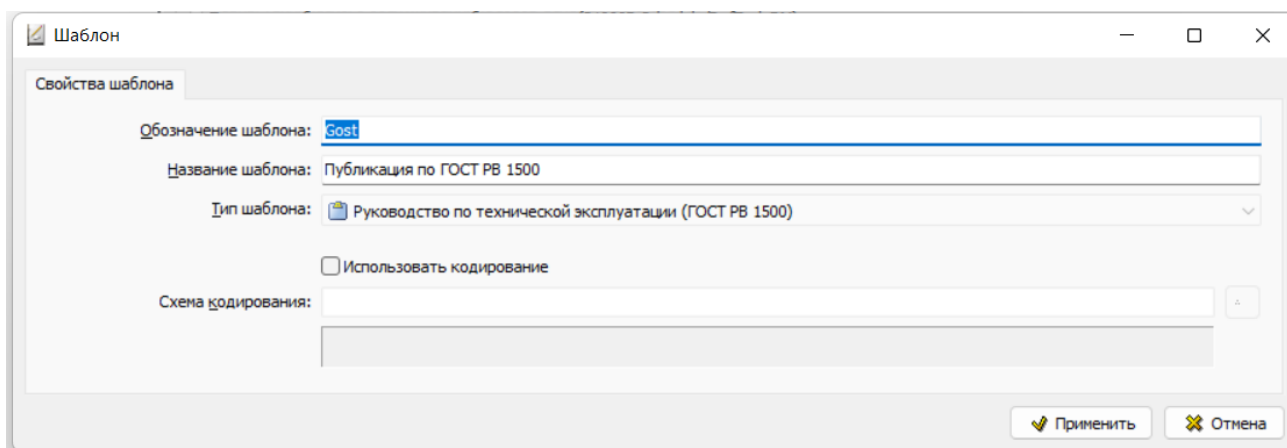 Шаблон
Свойства шаблона
Обозначение шаблона: Gost
Название шаблона: Публикация по ГОСТ РВ 1500
Тип шаблона: Руководство по технической эксплуатации (ГОСТ РВ 1500)
Использовать кодирование
Схема кодирования:
Применить Отмена